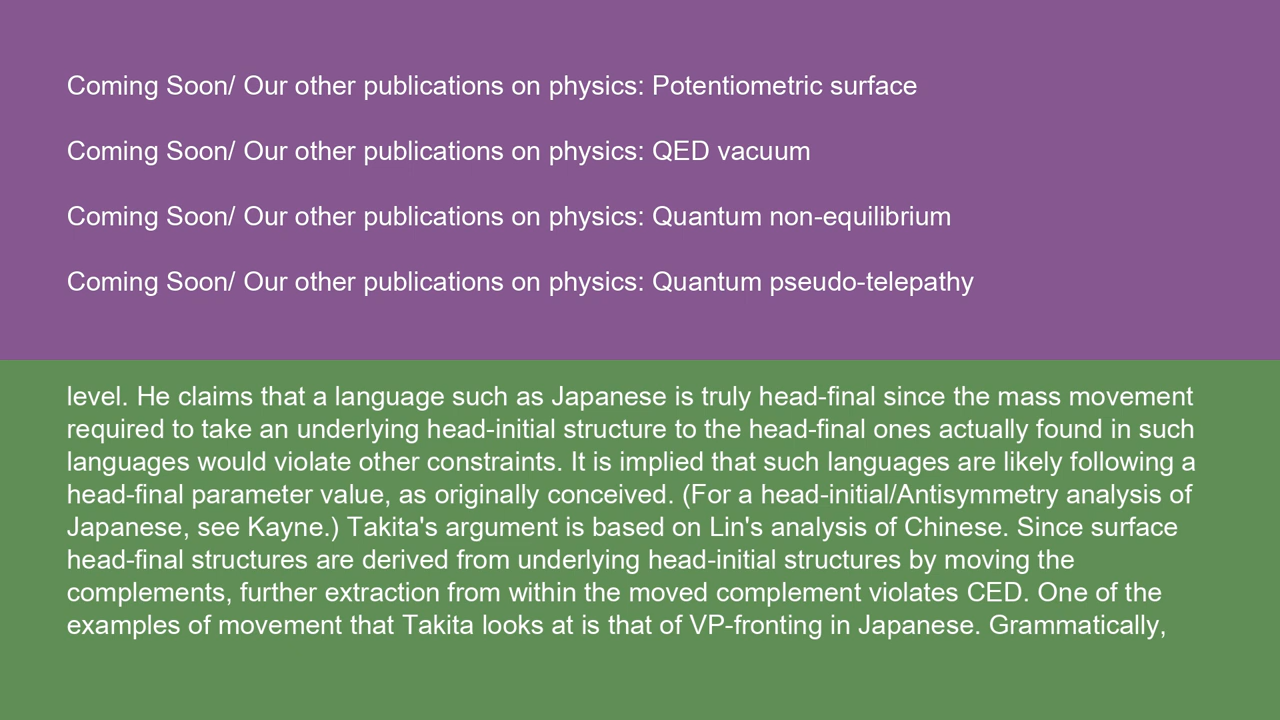 Coming Soon/ Our other publications on physics: Potentiometric surface
Coming Soon/ Our other publications on physics: QED vacuum
Coming Soon/ Our other publications on physics: Quantum non-equilibrium
Coming Soon/ Our other publications on physics: Quantum pseudo-telepathy
level. He claims that a language such as Japanese is truly head-final since the mass movement
required to take an underlying head-initial structure to the head-final ones actually found in such
languages would violate other constraints. It is implied that such languages are likely following a
head-final parameter value, as originally conceived. (For a head-initial/Antisymmetry analysis of
Japanese, see Kayne.) Takita's argument is based on Lin's analysis of Chinese. Since surface
head-final structures are derived from underlying head-initial structures by moving the
complements, further extraction from within the moved complement violates CED. One of the
examples of movement that Takita looks at is that of VP-fronting in Japanese. Grammatically,